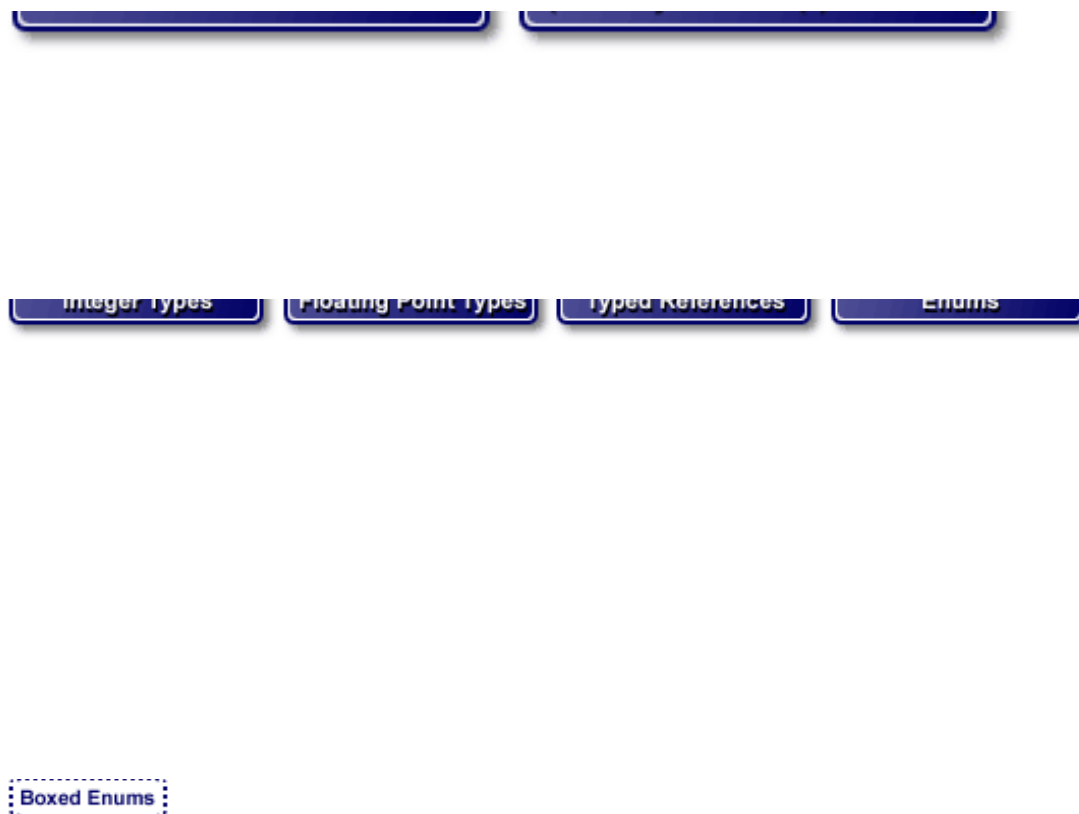 Integer Types
Floating Point Types
Typed References
Enums
Boxed Enums